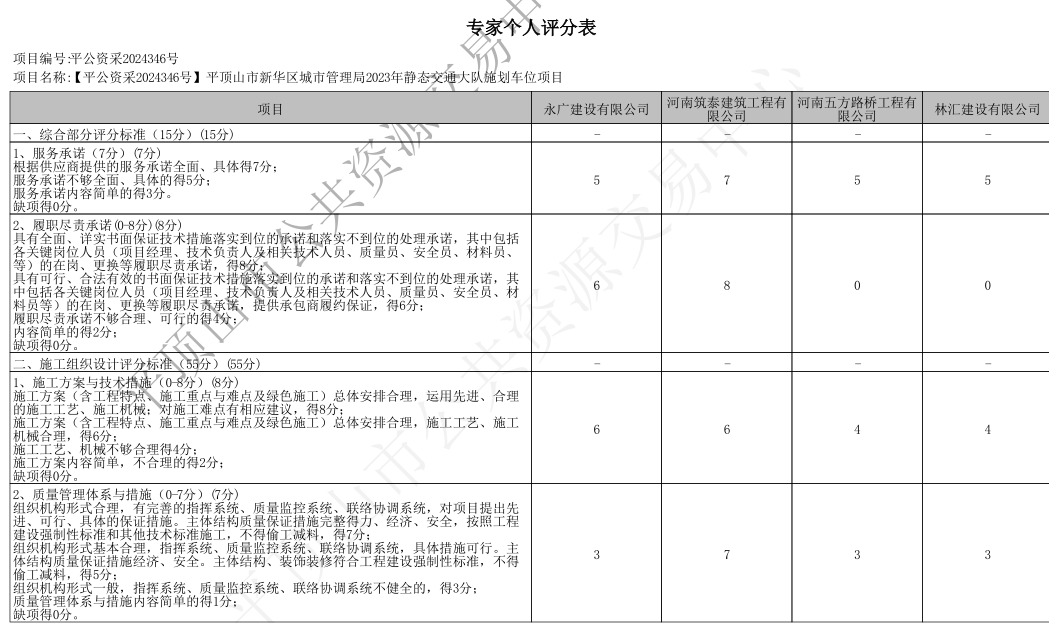 专家个人评分表
项目编号:平公资采2024346号
项目名称:【平公资采2024346号】平顶山市新华区城市管理局2023年静态交通大队施划车位项目
项目 永广建设有限公司 河南筑泰建筑工程有限公司 河南五方路桥工程有限公司 林汇建设有限公司
一、综合部分评分标准（15分）(15分) － － － －
1、服务承诺（7分）(7分)
根据供应商提供的服务承诺全面、具体得7分；
服务承诺不够全面、具体的得5分；
服务承诺内容简单的得3分。
缺项得0分。
5 7 5 5
2、履职尽责承诺(0-8分)(8分)
具有全面、详实书面保证技术措施落实到位的承诺和落实不到位的处理承诺，其中包括
各关键岗位人员（项目经理、技术负责人及相关技术人员、质量员、安全员、材料员、
等）的在岗、更换等履职尽责承诺，得8分；
具有可行、合法有效的书面保证技术措施落实到位的承诺和落实不到位的处理承诺，其
中包括各关键岗位人员（项目经理、技术负责人及相关技术人员、质量员、安全员、材
料员等）的在岗、更换等履职尽责承诺，提供承包商履约保证，得6分；
履职尽责承诺不够合理、可行的得4分；
内容简单的得2分；
缺项得0分。
6 8 0 0
二、施工组织设计评分标准（55分）(55分) － － － －
1、施工方案与技术措施（0-8分）(8分)
施工方案（含工程特点、施工重点与难点及绿色施工）总体安排合理，运用先进、合理
的施工工艺、施工机械；对施工难点有相应建议，得8分；
施工方案（含工程特点、施工重点与难点及绿色施工）总体安排合理，施工工艺、施工
机械合理，得6分；
施工工艺、机械不够合理得4分；
施工方案内容简单，不合理的得2分；
缺项得0分。
6 6 4 4
2、质量管理体系与措施（0-7分）(7分)
组织机构形式合理，有完善的指挥系统、质量监控系统、联络协调系统，对项目提出先
进、可行、具体的保证措施。主体结构质量保证措施完整得力、经济、安全，按照工程
建设强制性标准和其他技术标准施工，不得偷工减料，得7分；
组织机构形式基本合理，指挥系统、质量监控系统、联络协调系统，具体措施可行。主
体结构质量保证措施经济、安全。主体结构、装饰装修符合工程建设强制性标准，不得
偷工减料，得5分；
组织机构形式一般，指挥系统、质量监控系统、联络协调系统不健全的，得3分；
质量管理体系与措施内容简单的得1分；
缺项得0分。
3 7 3 3
平顶山市公共资源交易中
平顶山市公共资源交易中心